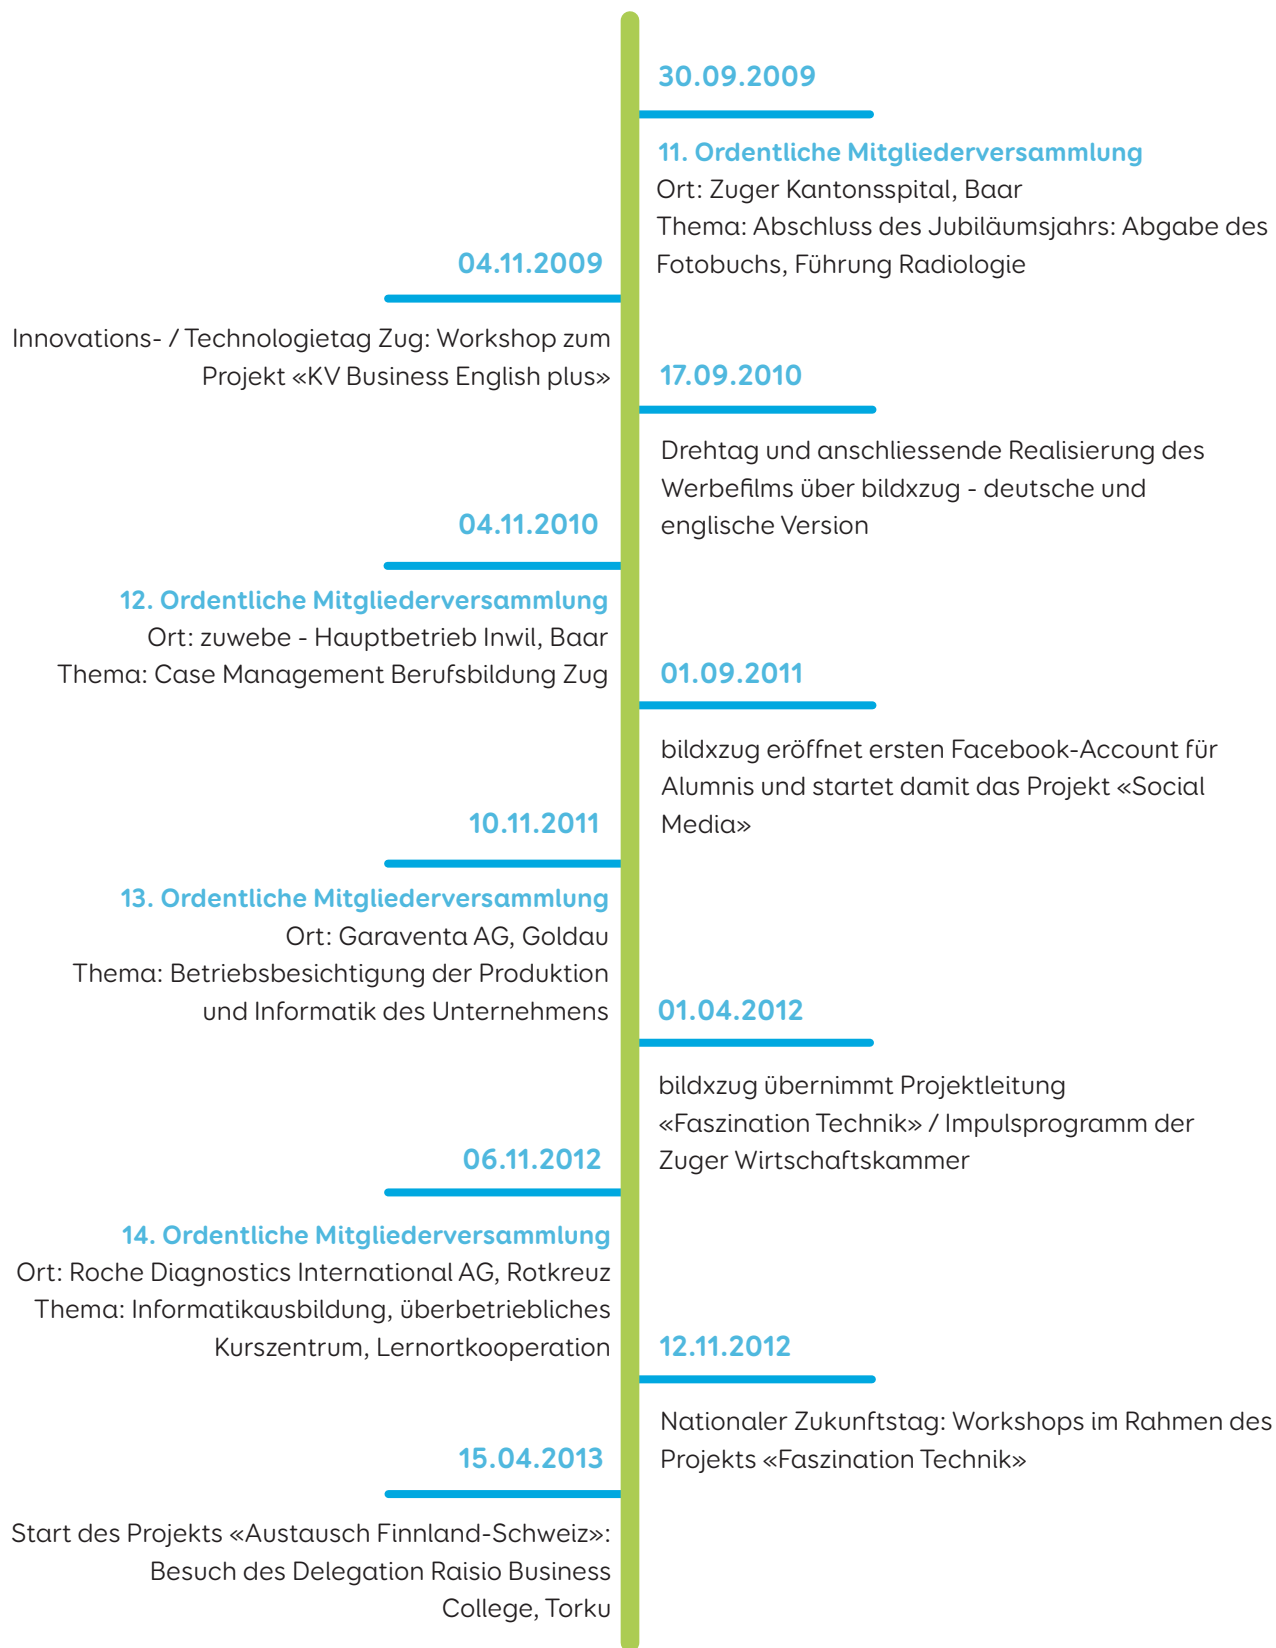 30.09.2009
11. Ordentliche Mitgliederversammlung
Ort: Zuger Kantonsspital, Baar
Thema: Abschluss des Jubiläumsjahrs: Abgabe des
Fotobuchs, Führung Radiologie
04.11.2009
Innovations- / Technologietag Zug: Workshop zum
Projekt «KV Business English plus»
17.09.2010
Drehtag und anschliessende Realisierung des
Werbefilms über bildxzug - deutsche und
englische Version
04.11.2010
12. Ordentliche Mitgliederversammlung
Ort: zuwebe - Hauptbetrieb Inwil, Baar
Thema: Case Management Berufsbildung Zug
01.09.2011
bildxzug eröffnet ersten Facebook-Account für
Alumnis und startet damit das Projekt «Social
Media»
10.11.2011
13. Ordentliche Mitgliederversammlung
Ort: Garaventa AG, Goldau
Thema: Betriebsbesichtigung der Produktion
und Informatik des Unternehmens
01.04.2012
bildxzug übernimmt Projektleitung
«Faszination Technik» / Impulsprogramm der
Zuger Wirtschaftskammer
06.11.2012
14. Ordentliche Mitgliederversammlung
Ort: Roche Diagnostics International AG, Rotkreuz
Thema: Informatikausbildung, überbetriebliches
Kurszentrum, Lernortkooperation
12.11.2012
Nationaler Zukunftstag: Workshops im Rahmen des
Projekts «Faszination Technik»
15.04.2013
Start des Projekts «Austausch Finnland-Schweiz»:
Besuch des Delegation Raisio Business
College, Torku